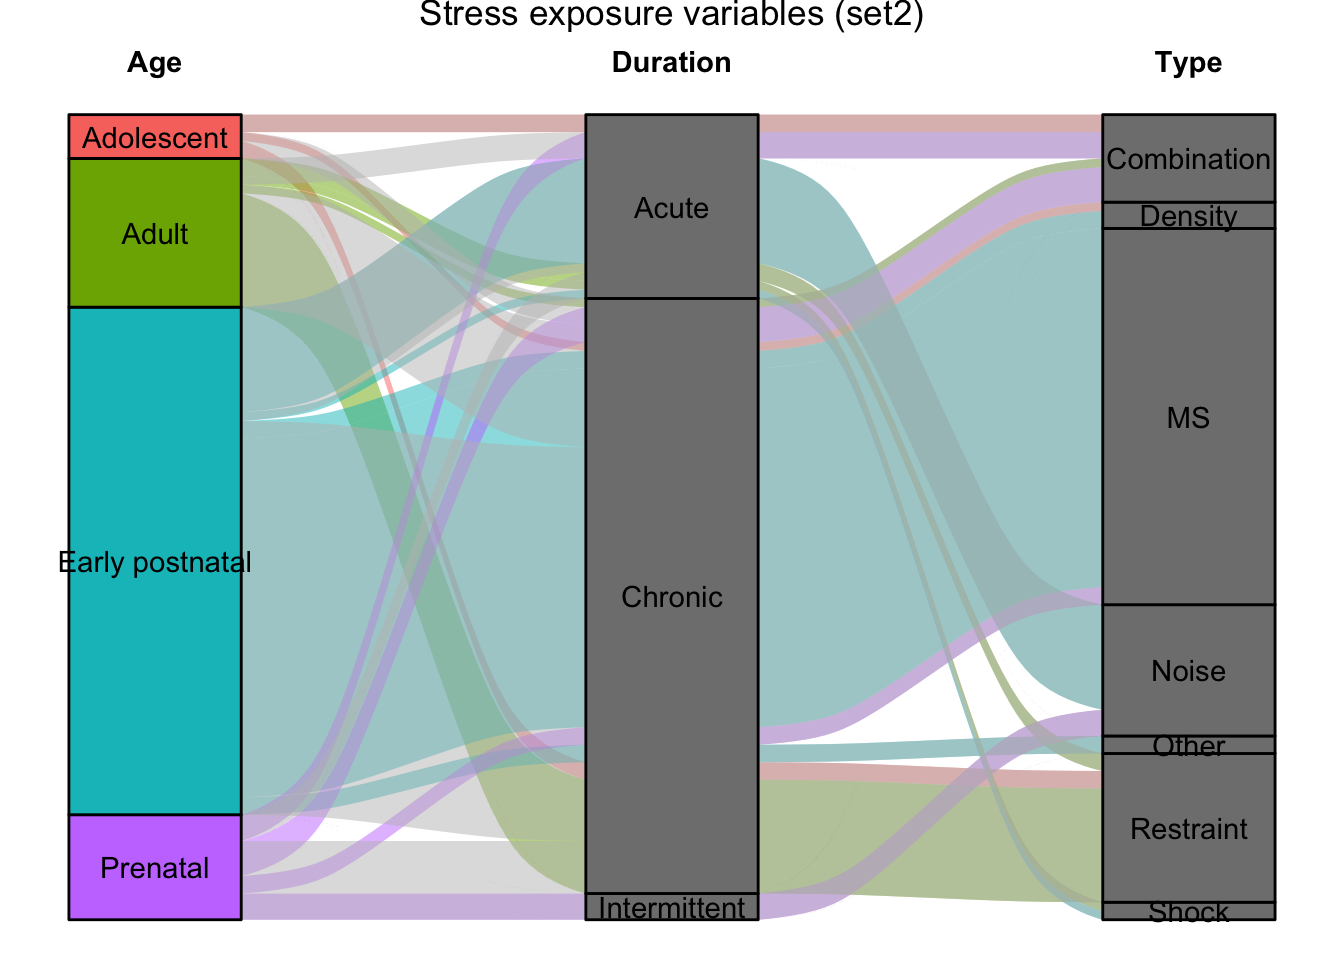 Stress exposure variables (set2)
Age Duration Type
Adolescent
Adult
Early postnatal
Prenatal
Acute
Chronic
Intermittent
Combination
Density
MS
Noise
Other
Restraint
Shock